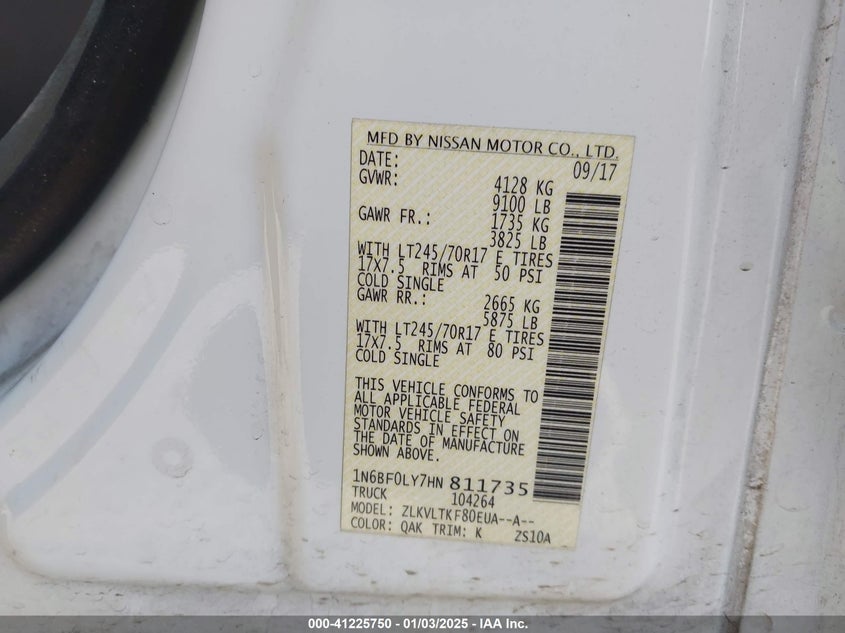 MFD BY NISSAN MOTOR CO., LTD.
DATE: 09/17
GVWR: 4128 KG
9100 LB
GAWR FR.: 1735 KG
3825 LB
WITH LT245/70R17 E TIRES
17X7.5 RIMS AT 50 PSI
COLD SINGLE
GAWR RR.: 2665 KG
5875 LB
WITH LT245/70R17 E TIRES
17X7.5 RIMS AT 80 PSI
COLD SINGLE
THIS VEHICLE CONFORMS TO
ALL APPLICABLE FEDERAL
MOTOR VEHICLE SAFETY
STANDARDS IN EFFECT ON
THE DATE OF MANUFACTURE
SHOWN ABOVE.
1N6BF0LY7HN 811735
TRUCK 104264
MODEL: ZLKVLTKF80EUA--A--
COLOR: QAK TRIM: K ZS10A
000-41225750 - 01/03/2025 - IAA Inc.